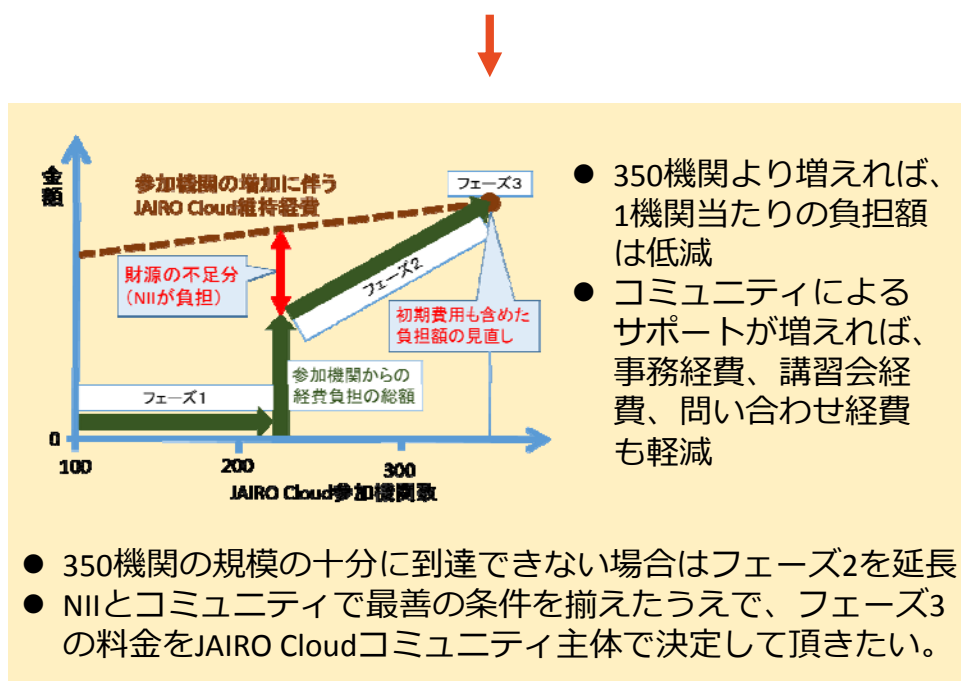 金額
参加機関の増加に伴う
JAIRO Cloud維持経費
フェーズ3
財源の不足分
(NIIが負担)
フェーズ2
初期費用も含めた
負担額の見直し
参加機関からの
経費負担の総額
フェーズ1
0
100
200
300
JAIRO Cloud参加機関数
● 350機関より増えれば、
1機関当たりの負担額
は低減
● コミュニティによる
サポートが増えれば、
事務経費、講習会経
費、問い合わせ経費
も軽減
● 350機関の規模の十分に到達できない場合はフェーズ2を延長
● NIIとコミュニティで最善の条件を揃えたうえで、フェーズ3
の料金をJAIRO Cloudコミュニティ主体で決定して頂きたい。